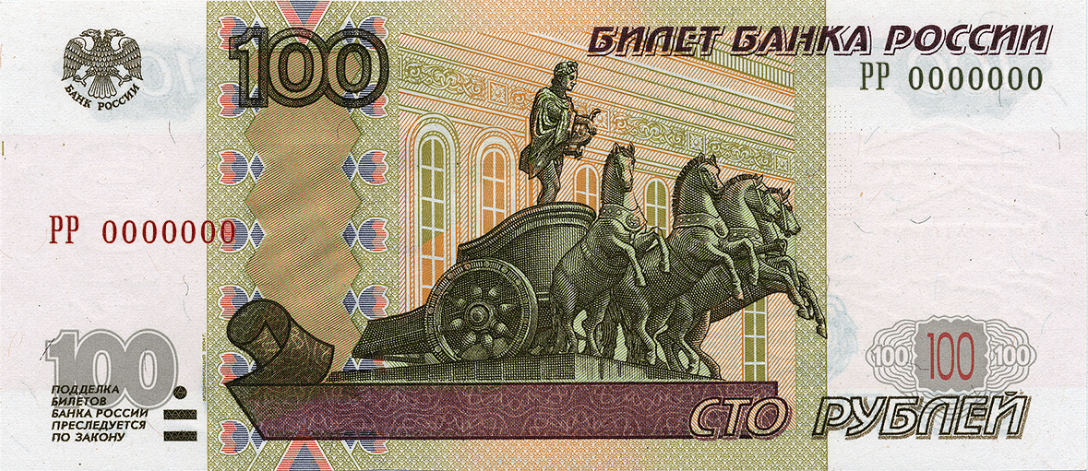 100
БИЛЕТ БАНКА РОССИИ
БАНК РОССИИ
РР 0000000
РР 0000000
100
ПОДДЕЛКА
БИЛЕТОВ
БАНКА РОССИИ
ПРЕСЛЕДУЕТСЯ
ПО ЗАКОНУ
100 100 100
СТО РУБЛЕЙ